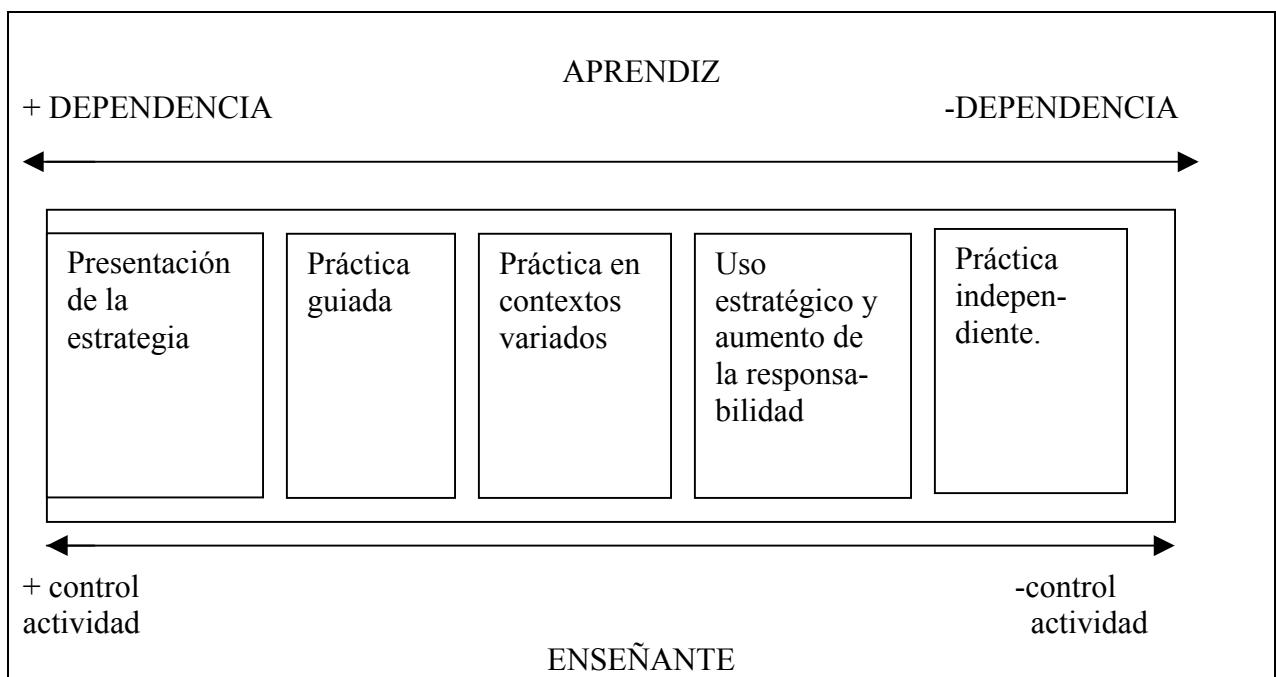 APRENDIZ
+ DEPENDENCIA
-DEPENDENCIA
Presentación
de la
estrategia
Práctica
guiada
Práctica en
contextos
variados
Uso
estratégico y
aumento de
la responsa-
bilidad
Práctica
indepen-
diente.
+ control
actividad
-control
actividad
ENSEÑANTE